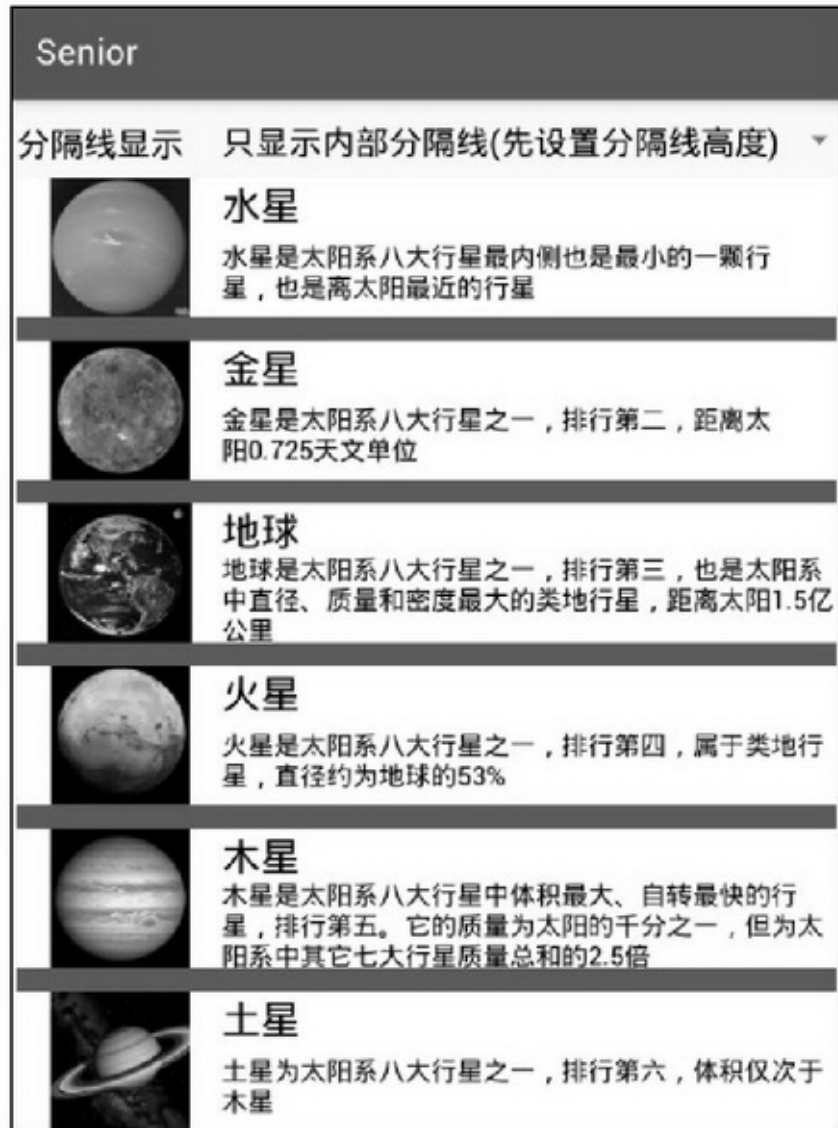 Senior
分隔线显示 只显示内部分隔线(先设置分隔线高度)
水星
水星是太阳系八大行星最内侧也是最小的一颗行
星，也是离太阳最近的行星
金星
金星是太阳系八大行星之一，排行第二，距离太
阳0.725天文单位
地球
地球是太阳系八大行星之一，排行第三，也是太阳系
中直径、质量和密度最大的类地行星，距离太阳1.5亿
公里
火星
火星是太阳系八大行星之一，排行第四，属于类地行
星，直径约为地球的53%
木星
木星是太阳系八大行星中体积最大、自转最快的行
星，排行第五。它的质量为太阳的千分之一，但为太
阳系中其它七大行星质量总和的2.5倍
土星
土星为太阳系八大行星之一，排行第六，体积仅次于
木星